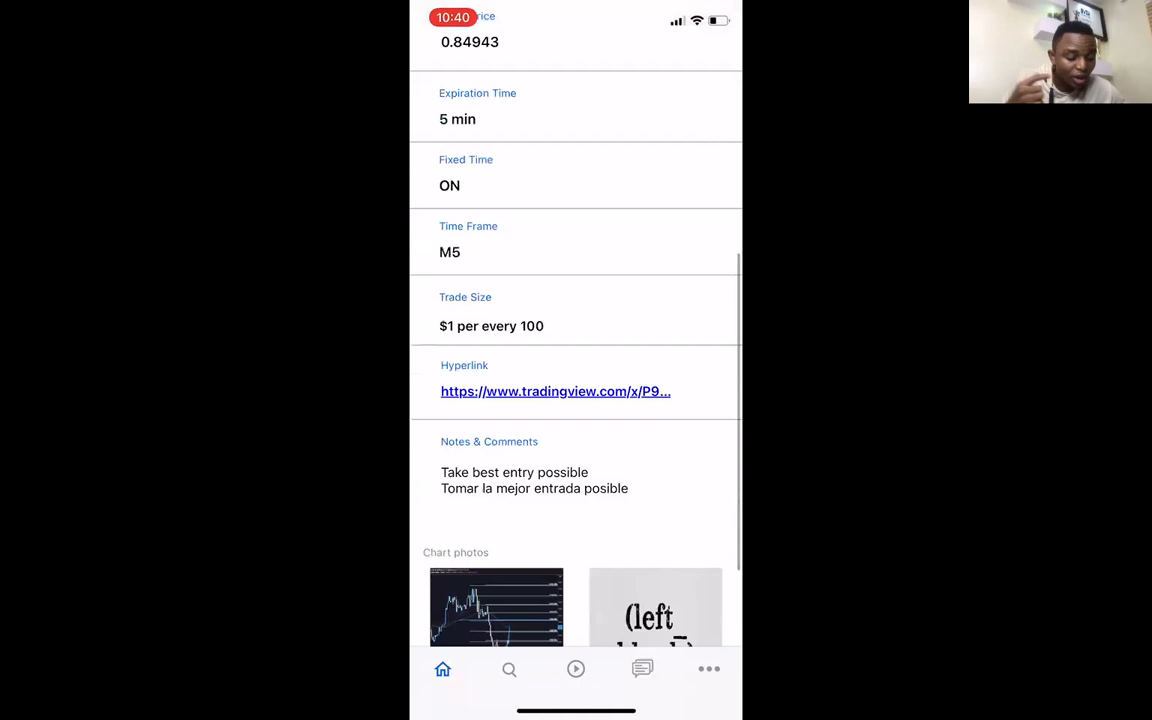 10:40
rice
0.84943
Expiration Time
5 min
Fixed Time
ON
Time Frame
M5
Trade Size
$1 per every 100
Hyperlink
https://www.tradingview.com/x/P9...
Notes & Comments
Take best entry possible
Tomar la mejor entrada posible
Chart photos
(left